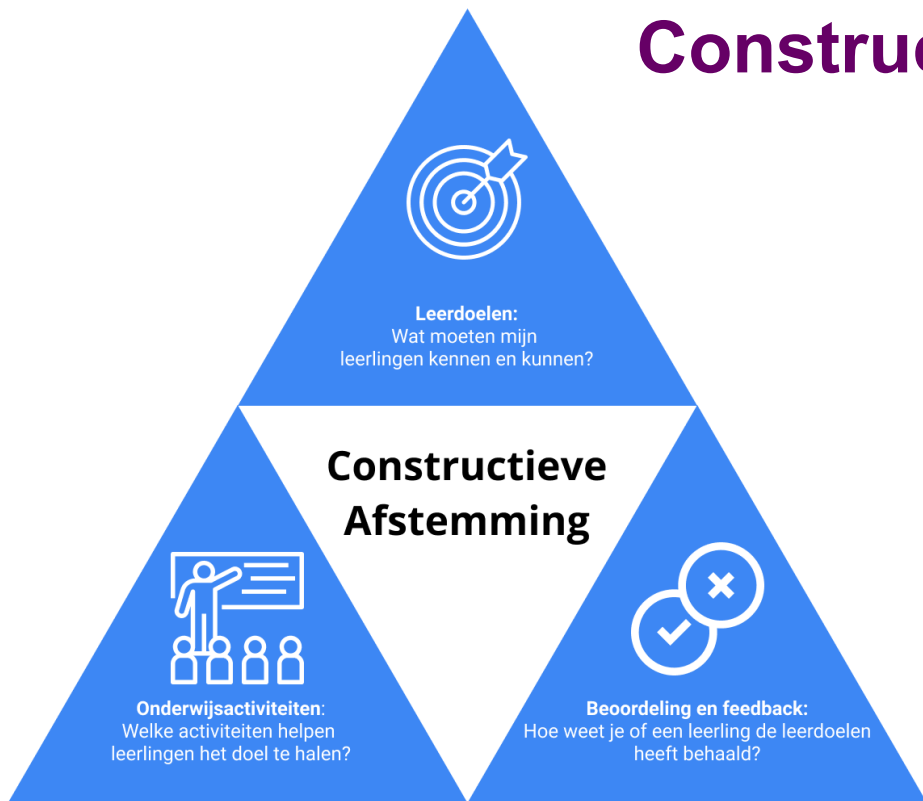 Construc
Leerdoelen:
Wat moeten mijn
leerlingen kennen en kunnen?
Constructieve
Afstemming
Onderwijsactiviteiten:
Welke activiteiten helpen
leerlingen het doel te halen?
Beoordeling en feedback:
Hoe weet je of een leerling de leerdoelen
heeft behaald?